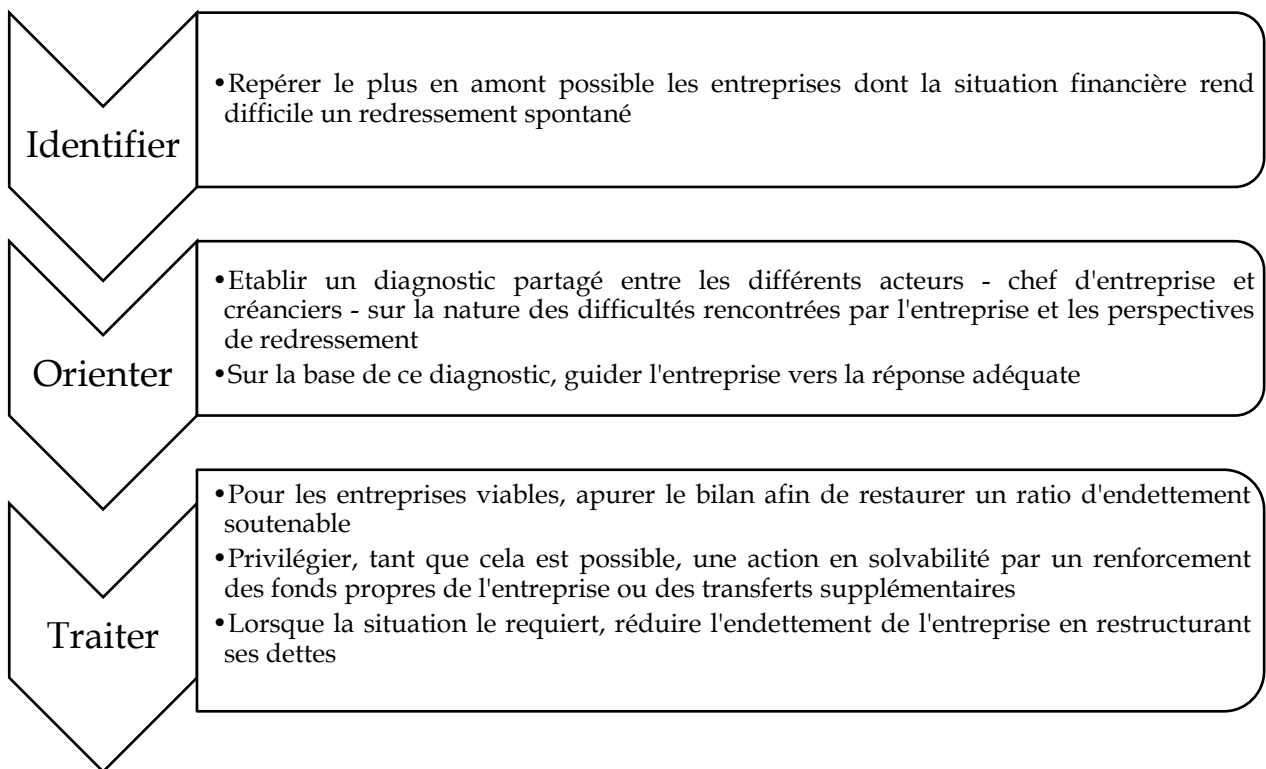 Identifier
•Repérer le plus en amont possible les entreprises dont la situation financière rend
difficile un redressement spontané
Orienter
•Etablir un diagnostic partagé entre les différents acteurs - chef d'entreprise et
créanciers - sur la nature des difficultés rencontrées par l'entreprise et les perspectives
de redressement
•Sur la base de ce diagnostic, guider l'entreprise vers la réponse adéquate
Traiter
•Pour les entreprises viables, apurer le bilan afin de restaurer un ratio d'endettement
soutenable
•Privilégier, tant que cela est possible, une action en solvabilité par un renforcement
des fonds propres de l'entreprise ou des transferts supplémentaires
•Lorsque la situation le requiert, réduire l'endettement de l'entreprise en restructurant
ses dettes